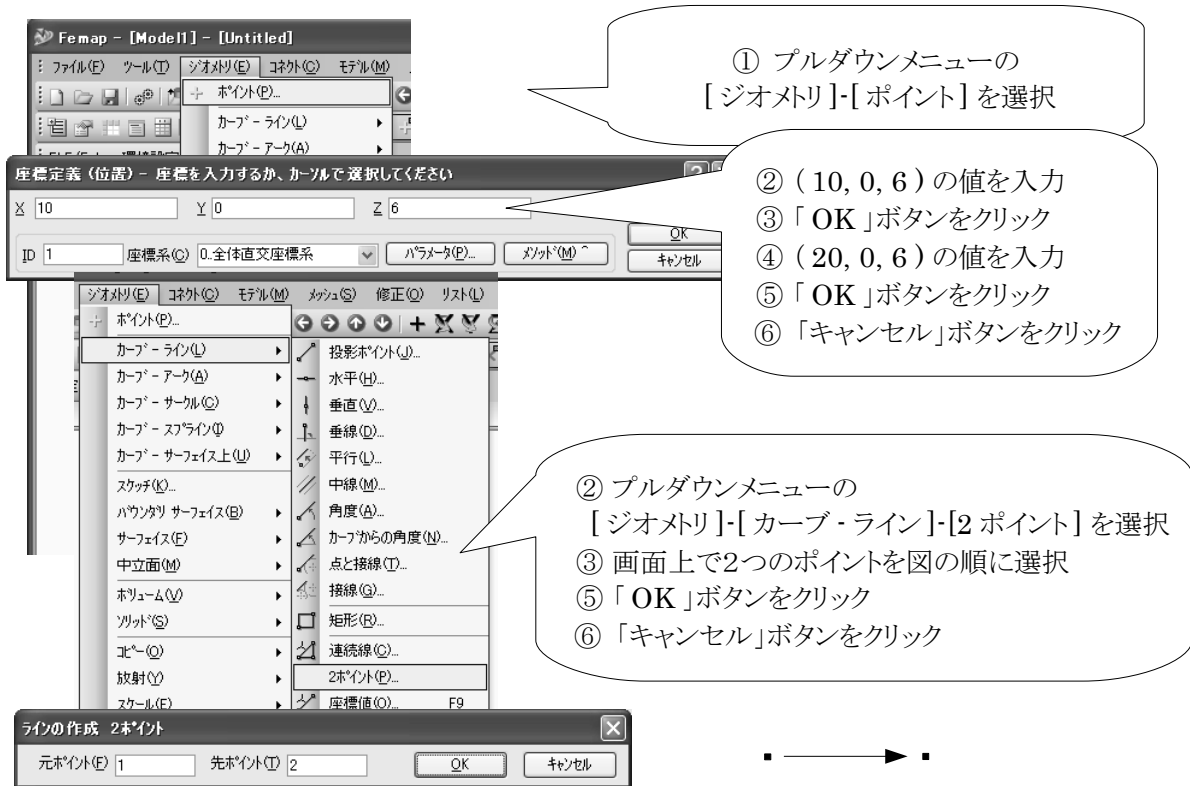 Femap - [Model1] - [Untitled]
ファイル(F) ツール(T) ジオメトリ(E) コネクト(C) モデル(M)
ポイント(P)...
カーブ - ライン(L)
カーブ - アーク(A)
① プルダウンメニューの
[ジオメトリ]-[ポイント]を選択
座標定義 (位置) - 座標を入力するか、カーソルで選択してください
X 10 Y 0 Z 6
OK
ID 1 座標系(C) 0.全体直交座標系 パラメータ(P)... メソッド(M) ^
キャンセル
② ( 10, 0, 6 ) の値を入力
③「 OK 」ボタンをクリック
④ ( 20, 0, 6 ) の値を入力
⑤「 OK 」ボタンをクリック
⑥ 「キャンセル」ボタンをクリック
ジオメトリ(E) コネクト(C) モデル(M) メッシュ(S) 修正(O) リスト(L)
ポイント(P)...
カーブ - ライン(L)
カーブ - アーク(A)
カーブ - サークル(C)
カーブ - スプライン(I)
カーブ - サーフェイス上(U)
スケッチ(K)...
バウンダリ サーフェイス(B)
サーフェイス(F)
中立面(M)
ボリューム(V)
ソリッド(S)
コピー(O)
放射(Y)
スケール(E)
投影ポイント(J)...
水平(H)...
垂直(V)...
垂線(D)...
平行(L)...
中線(M)...
角度(A)...
カーブからの角度(N)...
点と接線(T)...
接線(G)...
矩形(R)...
連続線(C)...
2ポイント(P)...
座標値(O)... F9
② プルダウンメニューの
[ジオメトリ]-[カーブ - ライン]-[2 ポイント]を選択
③ 画面上で2つのポイントを図の順に選択
⑤「 OK 」ボタンをクリック
⑥ 「キャンセル」ボタンをクリック
ラインの作成 2ポイント
元ポイント(F) 1 先ポイント(T) 2 OK キャンセル